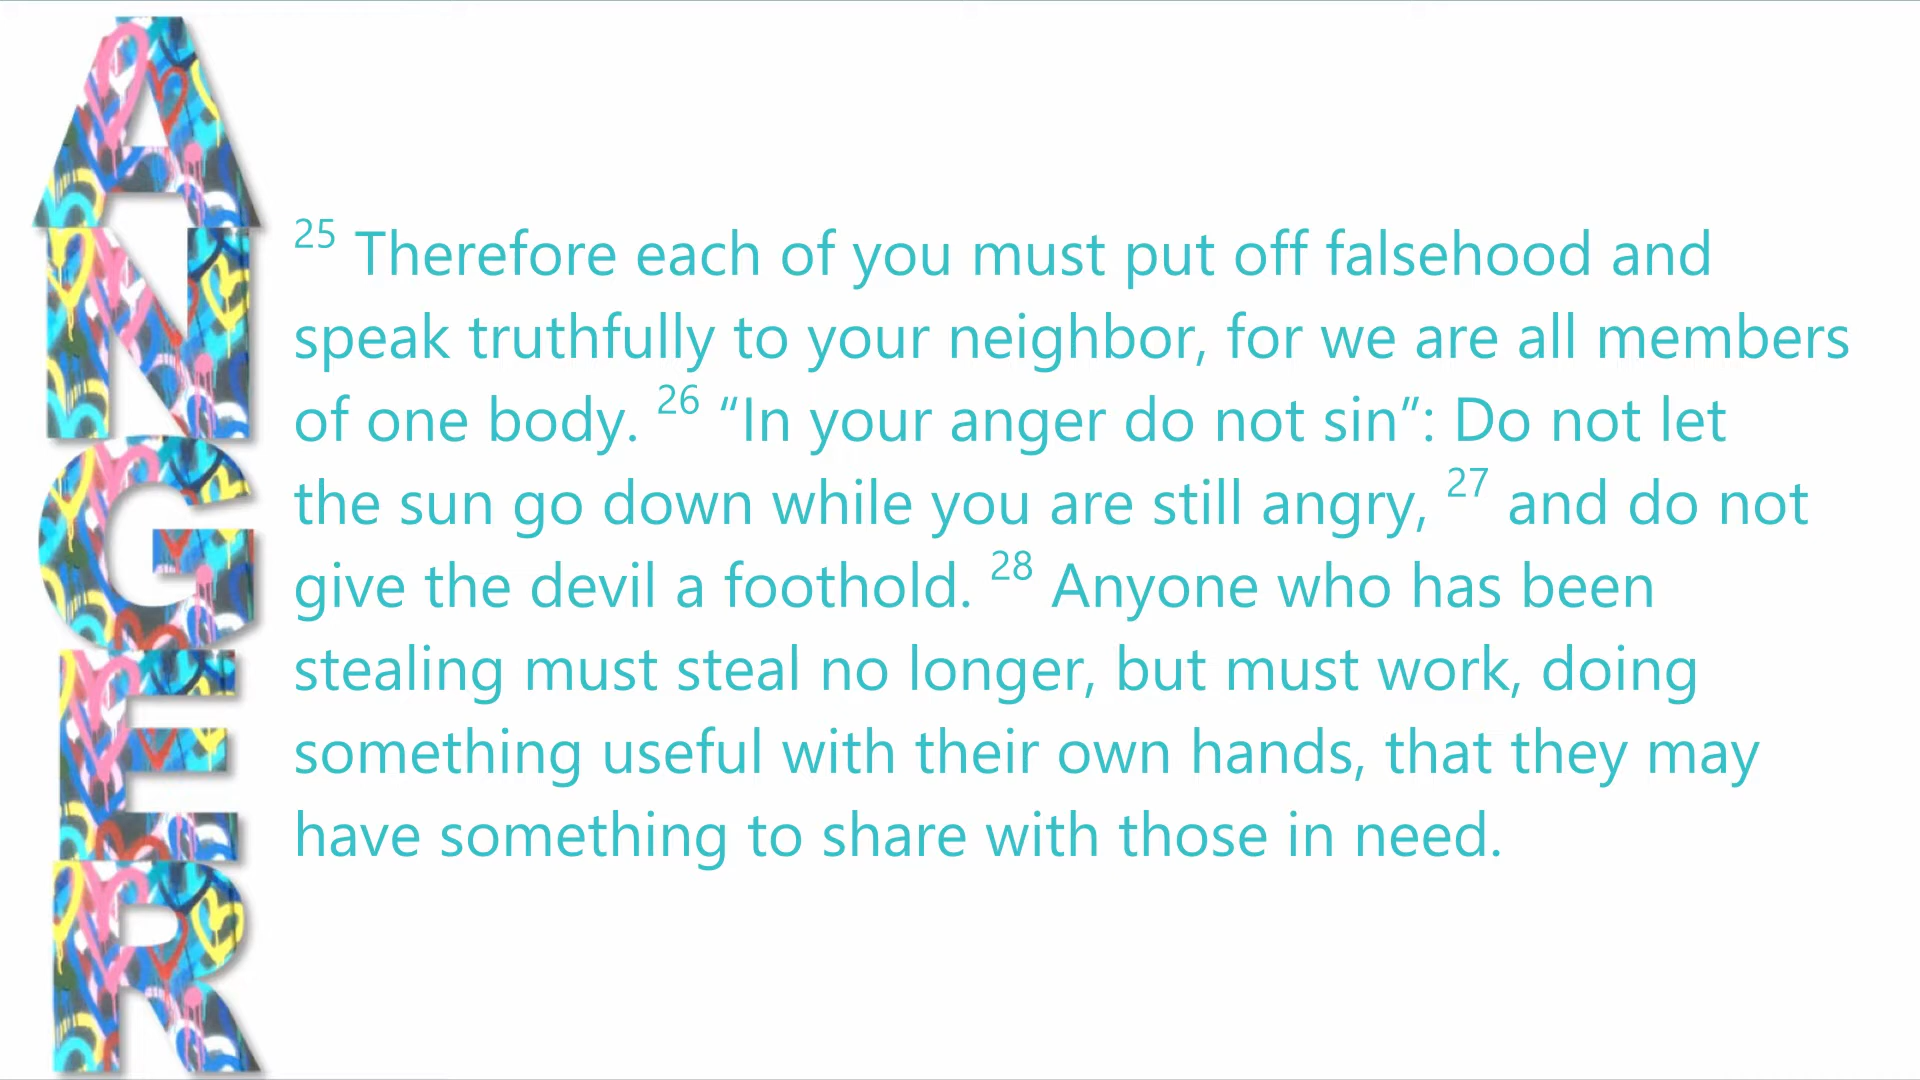 ANGER
25 Therefore each of you must put off falsehood and
speak truthfully to your neighbor, for we are all members
of one body. 26 “In your anger do not sin”: Do not let
the sun go down while you are still angry, 27 and do not
give the devil a foothold. 28 Anyone who has been
stealing must steal no longer, but must work, doing
something useful with their own hands, that they may
have something to share with those in need.